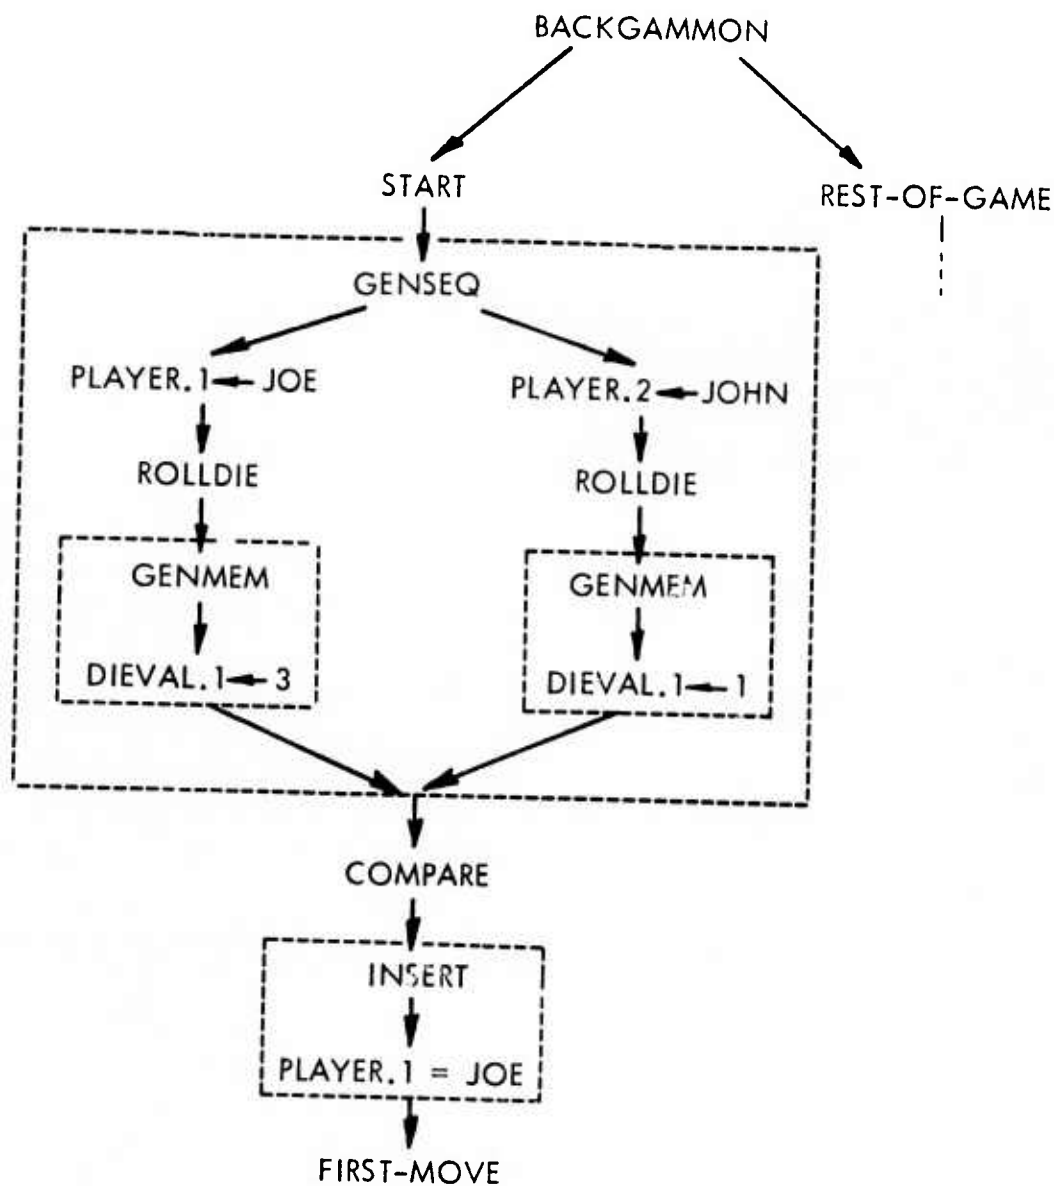 BACKGAMMON
START
REST-OF-GAME
GENSEQ
PLAYER.1 JOE
PLAYER.2 JOHN
ROLLDIE
ROLLDIE
GENMEM
GENMEM
DIEVAL.1 3
DIEVAL.1 1
COMPARE
INSERT
PLAYER.1 = JOE
FIRST-MOVE